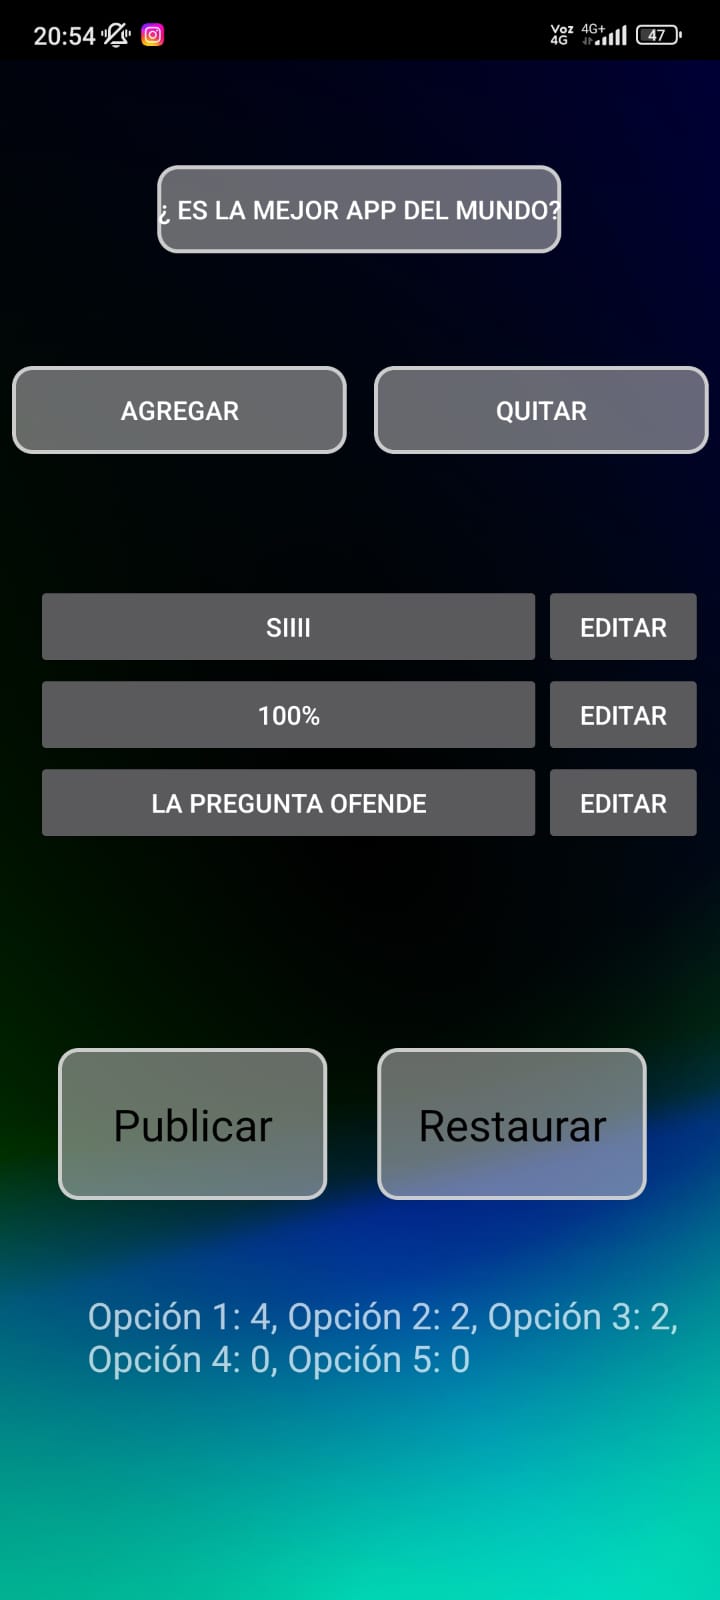 20:54
Voz 4G 4G+ 47
¿ ES LA MEJOR APP DEL MUNDO?
AGREGAR QUITAR
SIIII EDITAR
100% EDITAR
LA PREGUNTA OFENDE EDITAR
Publicar Restaurar
Opción 1: 4, Opción 2: 2, Opción 3: 2,
Opción 4: 0, Opción 5: 0